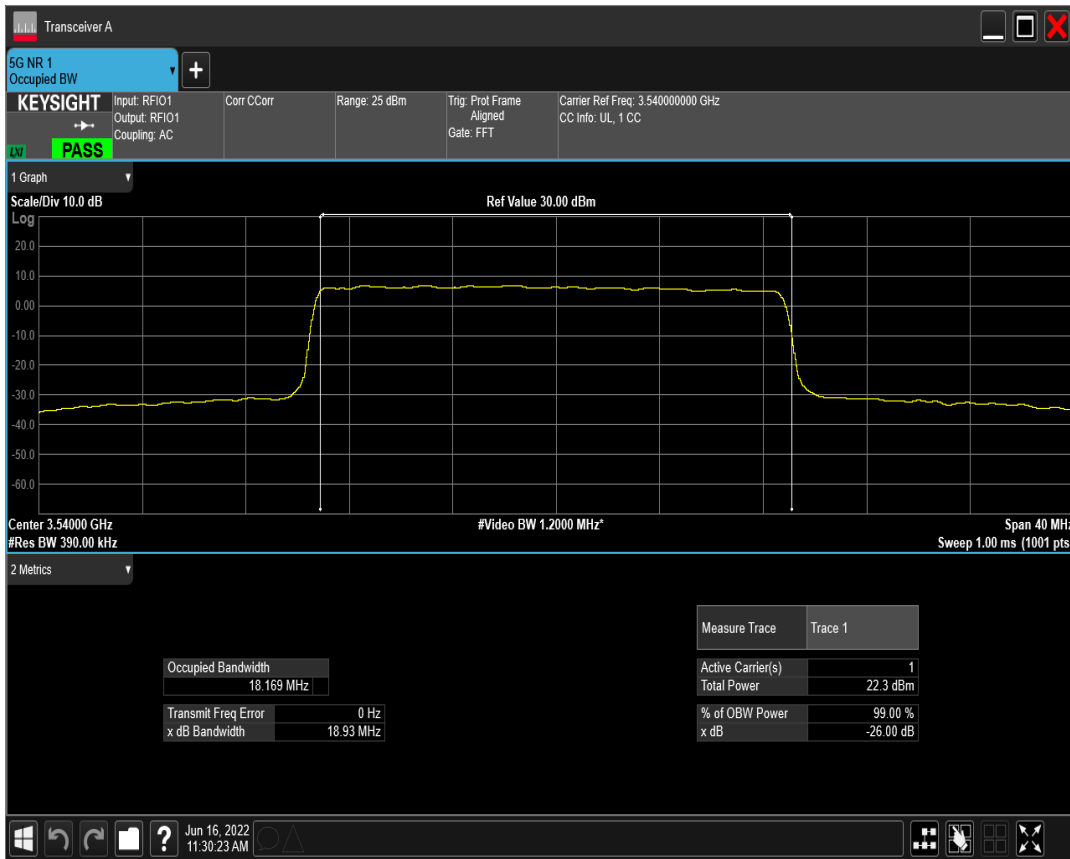 Transceiver A
5G NR 1
Occupied BW
+
KEYSIGHT
LXI
PASS
Input: RFIO1
Output: RFIO1
Coupling: AC
Corr CCorr
Range: 25 dBm
Trig: Prot Frame
Aligned
Gate: FFT
Carrier Ref Freq: 3.540000000 GHz
CC Info: UL, 1 CC
1 Graph
Scale/Div 10.0 dB
Ref Value 30.00 dBm
Log
20.0
10.0
0.00
-10.0
-20.0
-30.0
-40.0
-50.0
-60.0
Center 3.54000 GHz
#Video BW 1.2000 MHz*
Span 40 MHz
#Res BW 390.00 kHz
Sweep 1.00 ms (1001 pts
2 Metrics
Measure Trace Trace 1
Occupied Bandwidth
18.169 MHz
Active Carrier(s) 1
Total Power 22.3 dBm
Transmit Freq Error 0 Hz
x dB Bandwidth 18.93 MHz
% of OBW Power 99.00 %
x dB -26.00 dB
?
Jun 16, 2022
11:30:23 AM